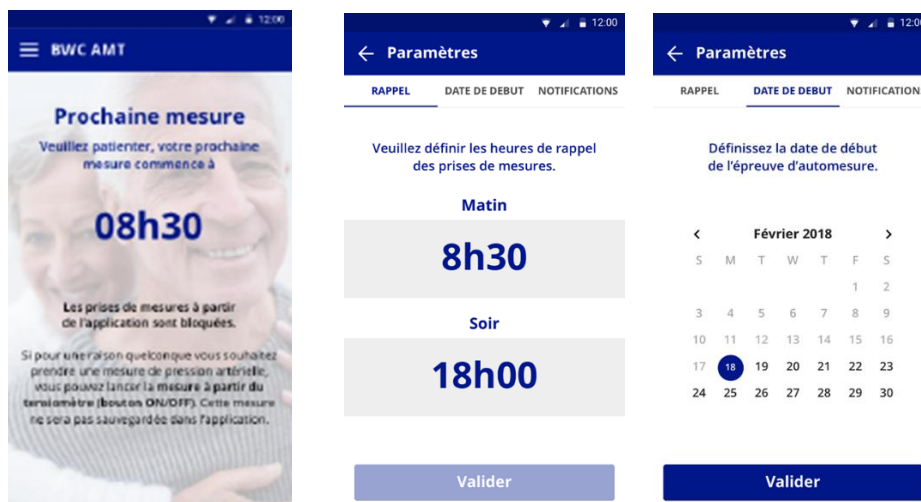 12:00
BWC AMT
Prochaine mesure
Veuillez patienter, votre prochaine
mesure commence à
08h30
Les prises de mesures à partir
de l'application sont bloquées.
Si pour une raison quelconque vous souhaitez
prendre une mesure de pression artérielle,
vous pouvez lancer la mesure à partir du
tensiomètre (bouton ON/OFF). Cette mesure
ne sera pas sauvegardée dans l'application.
12:00
Paramètres
RAPPEL DATE DE DEBUT NOTIFICATIONS
Veuillez définir les heures de rappel
des prises de mesures.
Matin
8h30
Soir
18h00
Valider
12:00
Paramètres
RAPPEL DATE DE DEBUT NOTIFICATIONS
Définissez la date de début
de l'épreuve d'automesure.
Février 2018
S M T W T F S
1 2
3 4 5 6 7 8 9
10 11 12 13 14 15 16
17 18 19 20 21 22 23
24 25 26 27 28 29 30
Valider